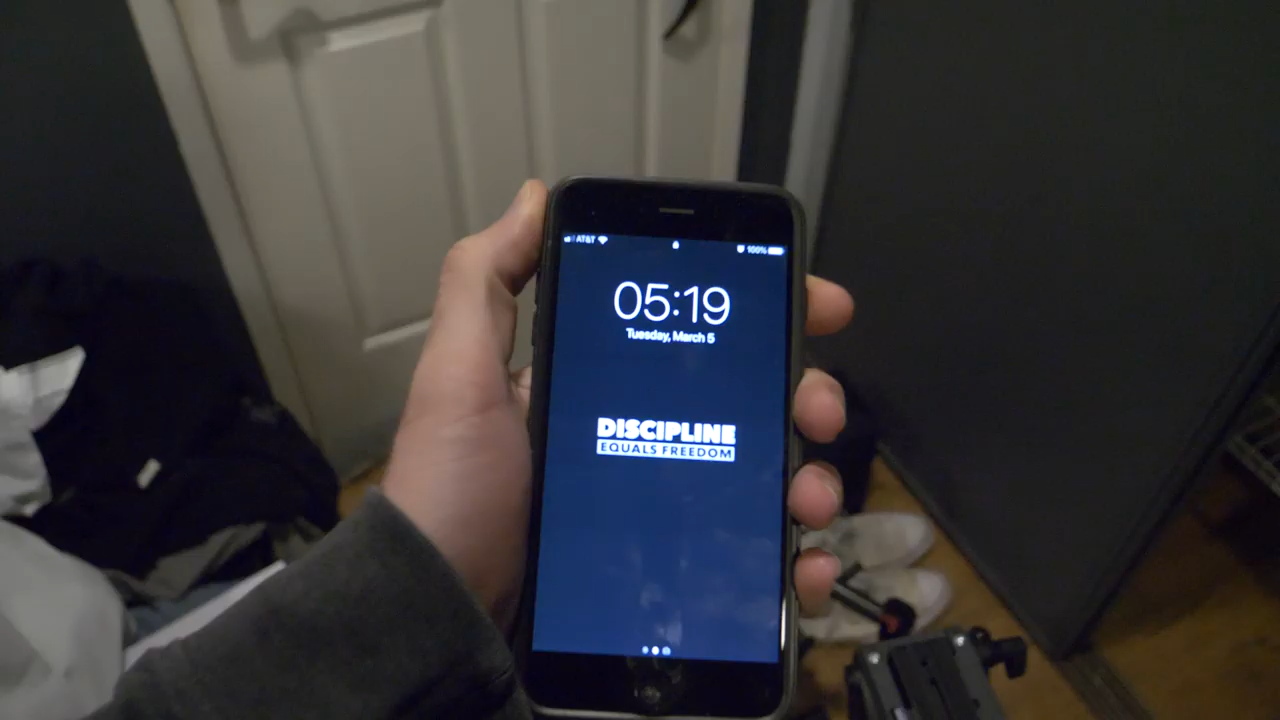 AT&T 100%
05:19
Tuesday, March 5
DISCIPLINE
EQUALS FREEDOM